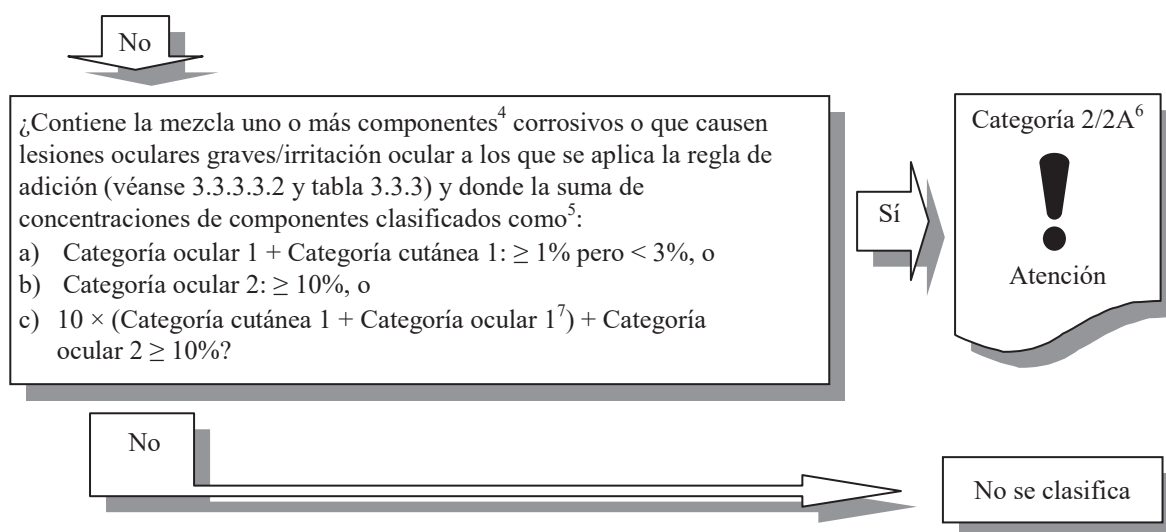 No
¿Contiene la mezcla uno o más componentes⁴ corrosivos o que causen
lesiones oculares graves/irritación ocular a los que se aplica la regla de
adición (véanse 3.3.3.3.2 y tabla 3.3.3) y donde la suma de
concentraciones de componentes clasificados como⁵:
a) Categoría ocular 1 + Categoría cutánea 1: ≥ 1% pero < 3%, o
b) Categoría ocular 2: ≥ 10%, o
c) 10 × (Categoría cutánea 1 + Categoría ocular 1⁷) + Categoría
ocular 2 ≥ 10%?
Sí
Categoría 2/2A⁶
Atención
No
No se clasifica